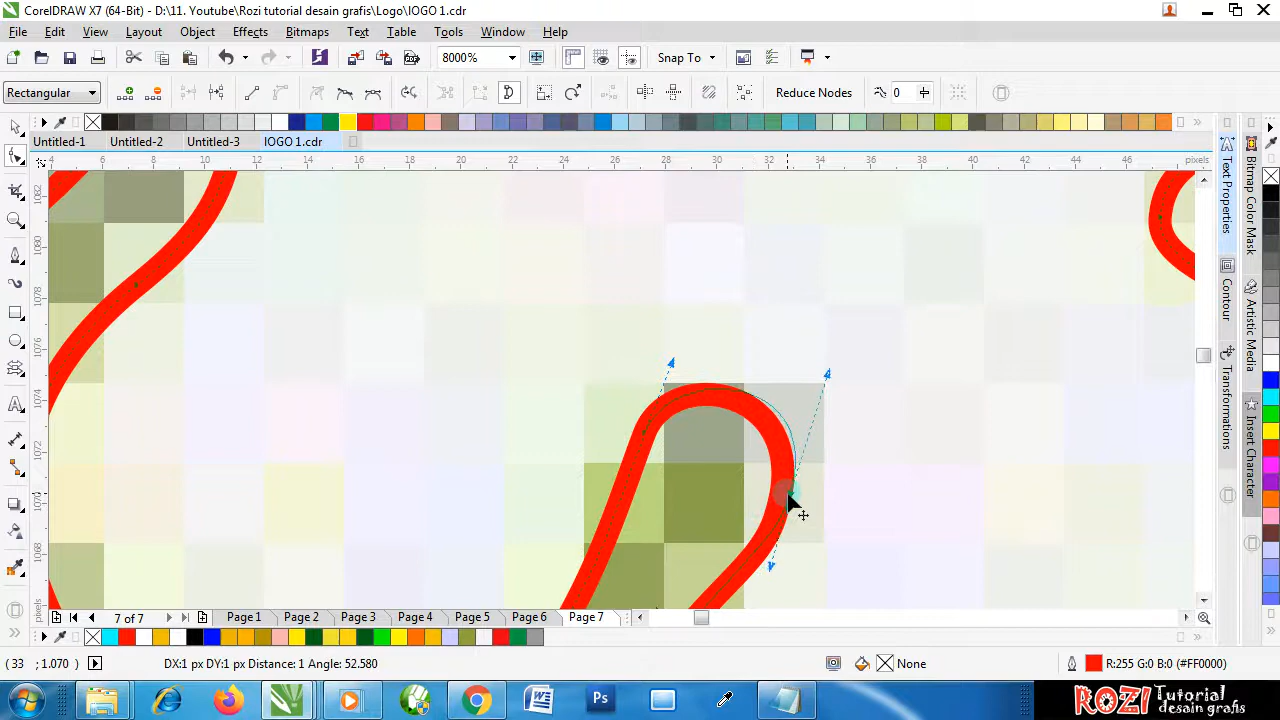 CorelDRAW X7 (64-Bit) - D:\11. Youtube\Rozi tutorial desain grafis\Logo\lOGO 1.cdr
File Edit View Layout Object Effects Bitmaps Text Table Tools Window Help
8000% Snap To
Rectangular Reduce Nodes 0
Untitled-1 Untitled-2 Untitled-3 lOGO 1.cdr
4 6 8 10 12 14 16 18 20 22 24 26 28 30 32 34 36 38 40 42 44 46 pixels
1082
1080
1078
1076
1074
1072
1070
1068
pixels
Text Properties
Contour
Transformations
Bitmap Color Mask
Artistic Media
Insert Character
7 of 7 Page 1 Page 2 Page 3 Page 4 Page 5 Page 6 Page 7
(33 ;1.070 ) DX:1 px DY:1 px Distance: 1 Angle: 52.580 None R:255 G:0 B:0 (#FF0000)
W Ps
ROZI Tutorial
desain grafis